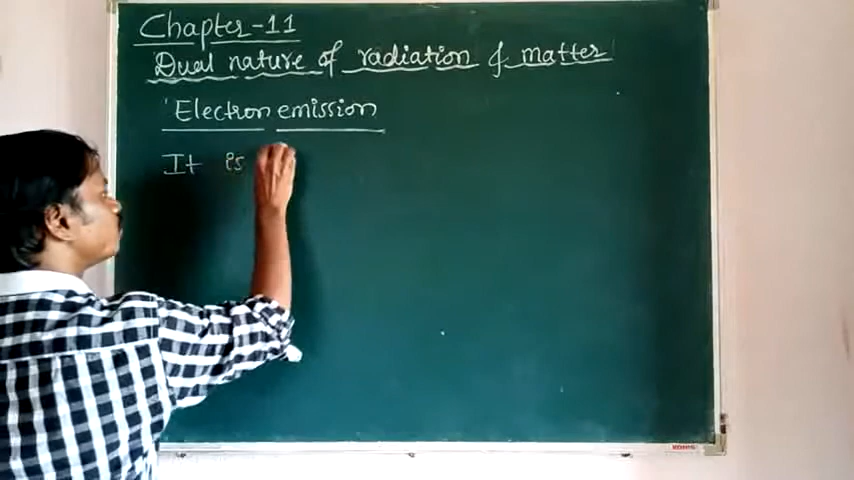 Chapter-11
Dual nature of radiation & matter
Electron emission
It is